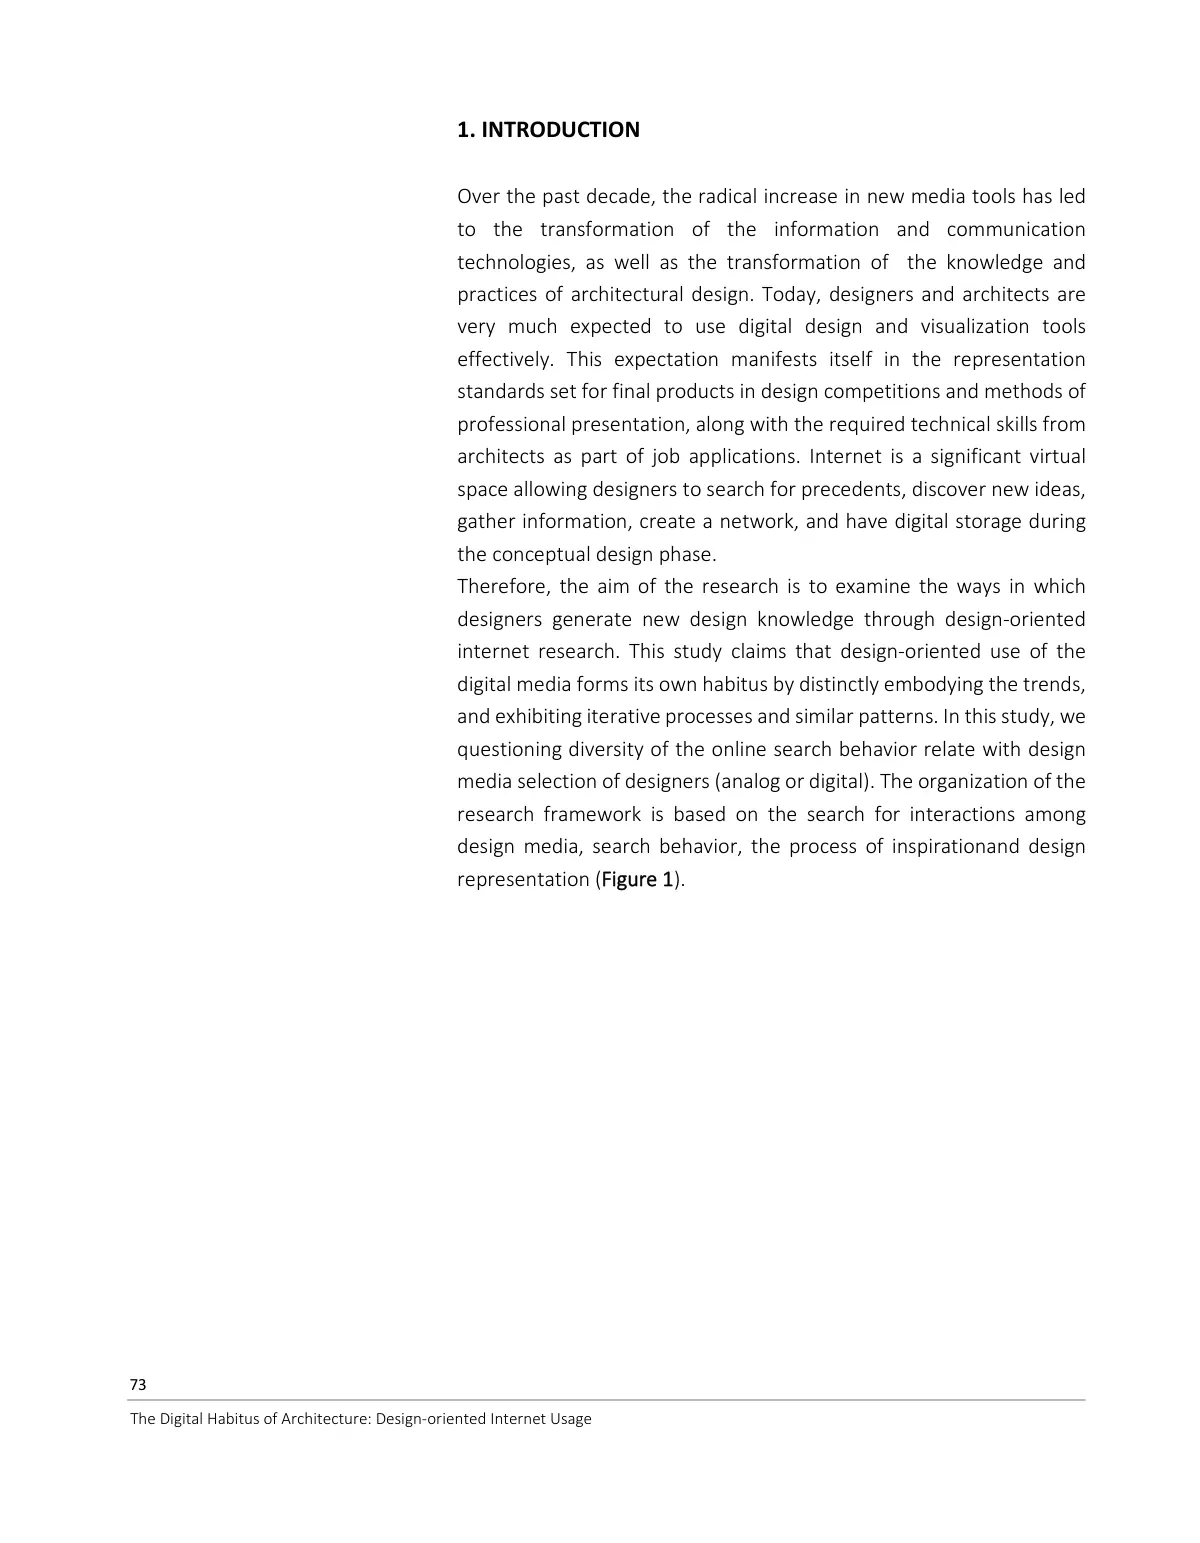 1. INTRODUCTION
Over the past decade, the radical increase in new media tools has led
to the transformation of the information and communication
technologies, as well as the transformation of the knowledge and
practices of architectural design. Today, designers and architects are
very much expected to use digital design and visualization tools
effectively. This expectation manifests itself in the representation
standards set for final products in design competitions and methods of
professional presentation, along with the required technical skills from
architects as part of job applications. Internet is a significant virtual
space allowing designers to search for precedents, discover new ideas,
gather information, create a network, and have digital storage during
the conceptual design phase.
Therefore, the aim of the research is to examine the ways in which
designers generate new design knowledge through design-oriented
internet research. This study claims that design-oriented use of the
digital media forms its own habitus by distinctly embodying the trends,
and exhibiting iterative processes and similar patterns. In this study, we
questioning diversity of the online search behavior relate with design
media selection of designers (analog or digital). The organization of the
research framework is based on the search for interactions among
design media, search behavior, the process of inspirationand design
representation (Figure 1).
73
The Digital Habitus of Architecture: Design-oriented Internet Usage